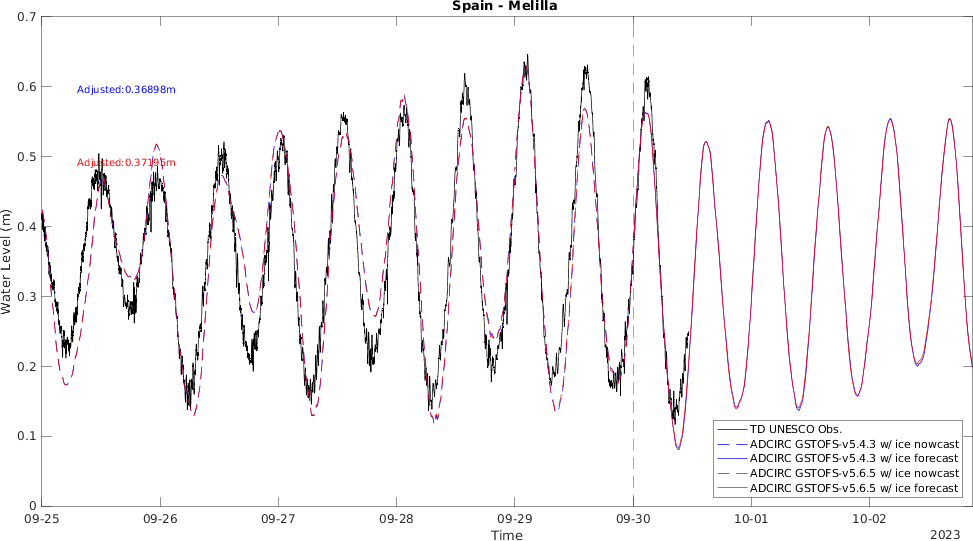 Spain - Melilla
0.7
0.6
0.5
0.4
0.3
0.2
0.1
0
Water Level (m)
Adjusted:0.36898m
Adjusted:0.37195m
TD UNESCO Obs.
ADCIRC GSTOFS-v5.4.3 w/ ice nowcast
ADCIRC GSTOFS-v5.4.3 w/ ice forecast
ADCIRC GSTOFS-v5.6.5 w/ ice nowcast
ADCIRC GSTOFS-v5.6.5 w/ ice forecast
09-25 09-26 09-27 09-28 09-29 09-30 10-01 10-02
Time
2023